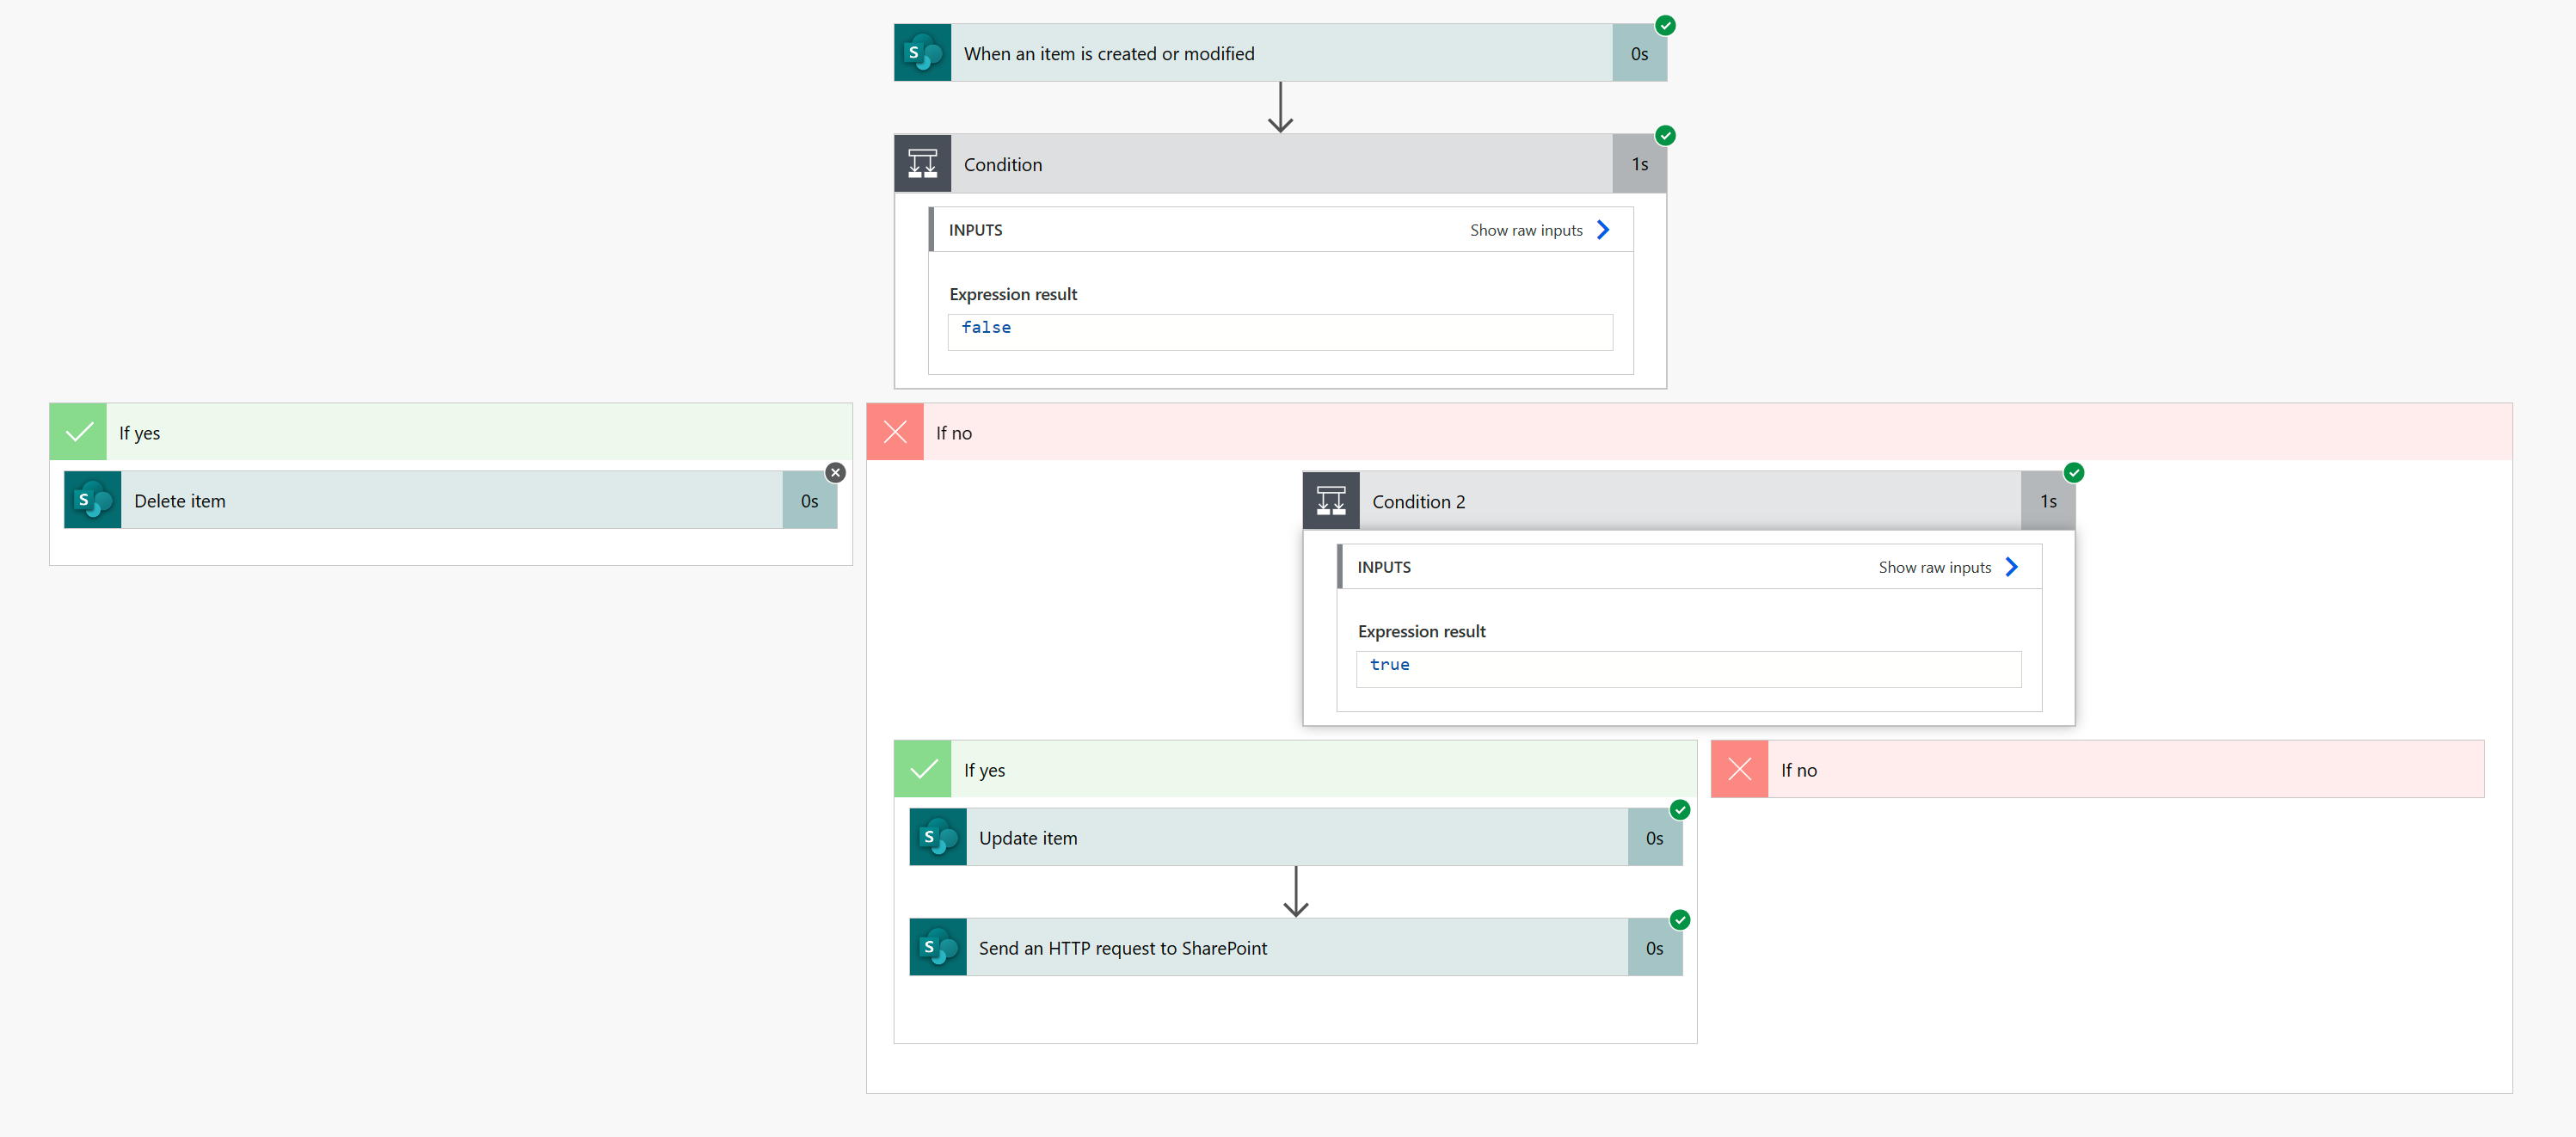 When an item is created or modified
0s
Condition
1s
INPUTS
Show raw inputs
Expression result
false
If yes
Delete item
0s
If no
Condition 2
1s
INPUTS
Show raw inputs
Expression result
true
If yes
Update item
0s
Send an HTTP request to SharePoint
0s
If no